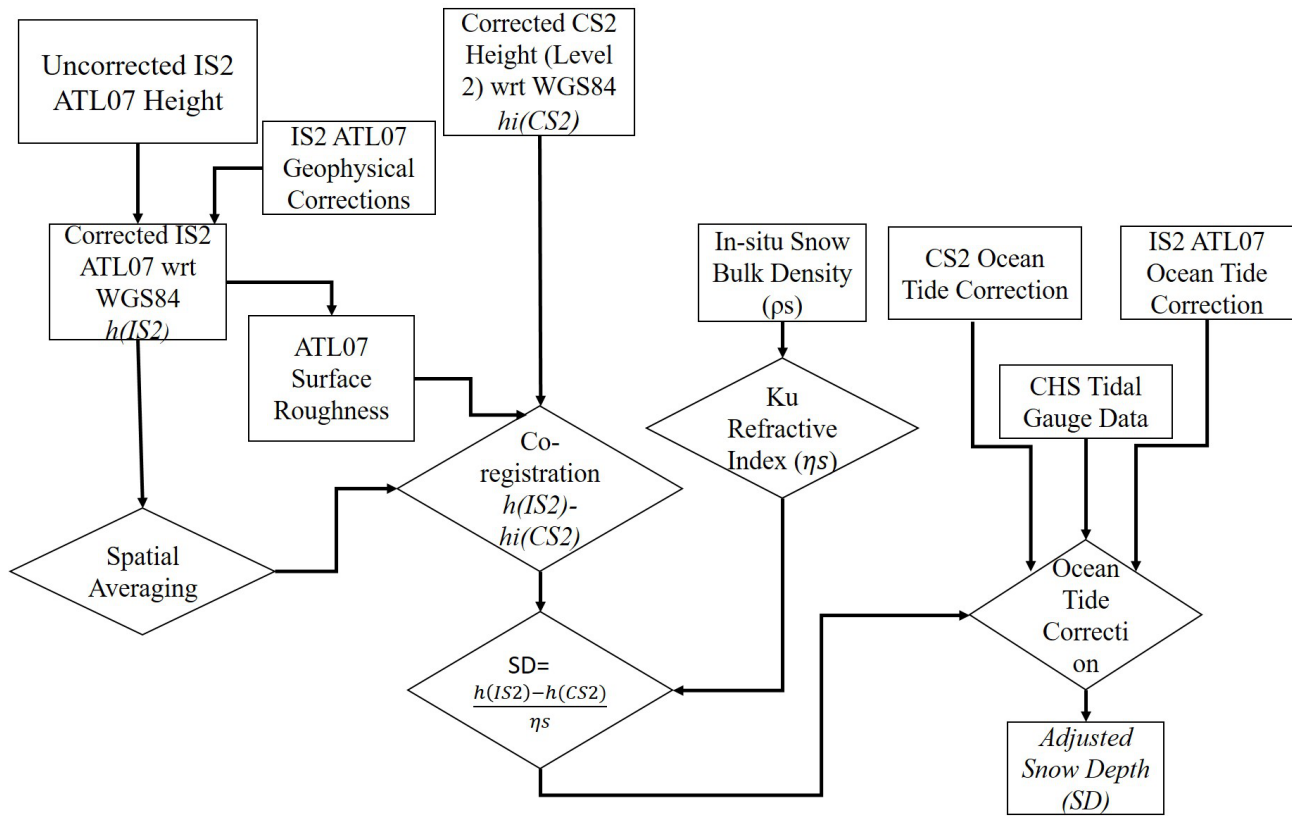 Uncorrected IS2
ATL07 Height
Corrected CS2
Height (Level
2) wrt WGS84
hi(CS2)
IS2 ATL07
Geophysical
Corrections
Corrected IS2
ATL07 wrt
WGS84
h(IS2)
ATL07
Surface
Roughness
In-situ Snow
Bulk Density
(ρs)
CS2 Ocean
Tide Correction
IS2 ATL07
Ocean Tide
Correction
CHS Tidal
Gauge Data
Ku
Refractive
Index (ηs)
Co-
registration
h(IS2)-
hi(CS2)
Spatial
Averaging
Ocean
Tide
Correcti
on
SD=
h(IS2)−h(CS2)
ηs
Adjusted
Snow Depth
(SD)